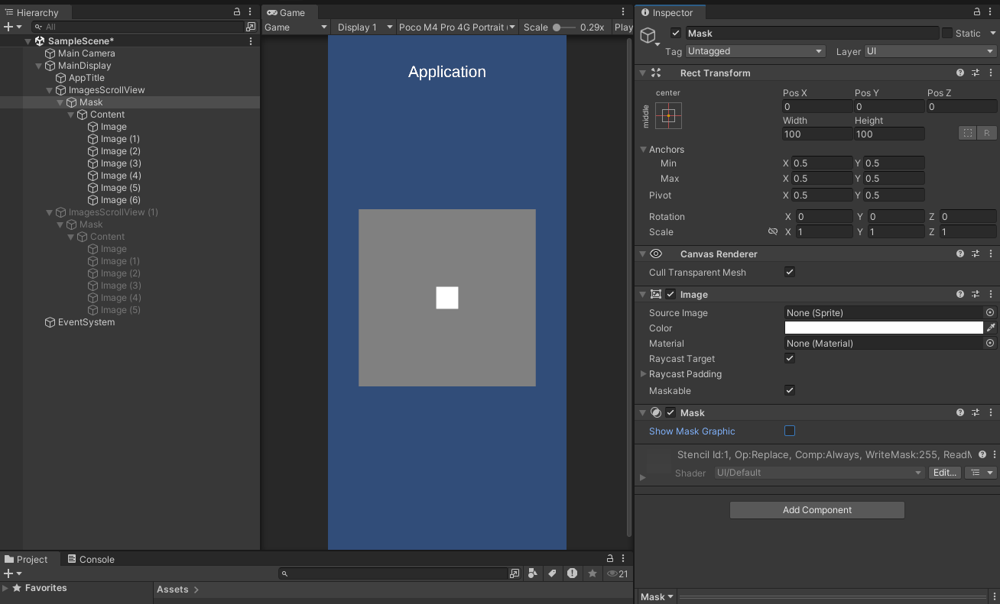 Hierarchy
All
SampleScene*
Main Camera
MainDisplay
AppTitle
ImagesScrollView
Mask
Content
Image
Image (1)
Image (2)
Image (3)
Image (4)
Image (5)
Image (6)
ImagesScrollView (1)
Mask
Content
Image
Image (1)
Image (2)
Image (3)
Image (4)
Image (5)
EventSystem
Game
Game Display 1 Poco M4 Pro 4G Portrait ( Scale 0.29x Play
Application
Inspector
Mask Static
Tag Untagged Layer UI
Rect Transform
center
middle
Pos X Pos Y Pos Z
0 0 0
Width Height
100 100 R
Anchors
Min X 0.5 Y 0.5
Max X 0.5 Y 0.5
Pivot X 0.5 Y 0.5
Rotation X 0 Y 0 Z 0
Scale X 1 Y 1 Z 1
Canvas Renderer
Cull Transparent Mesh
Image
Source Image None (Sprite)
Color
Material None (Material)
Raycast Target
Raycast Padding
Maskable
Mask
Show Mask Graphic
Stencil Id:1, Op:Replace, Comp:Always, WriteMask:255, ReadM
Shader UI/Default Edit...
Add Component
Mask
Project Console
21
Favorites
Assets